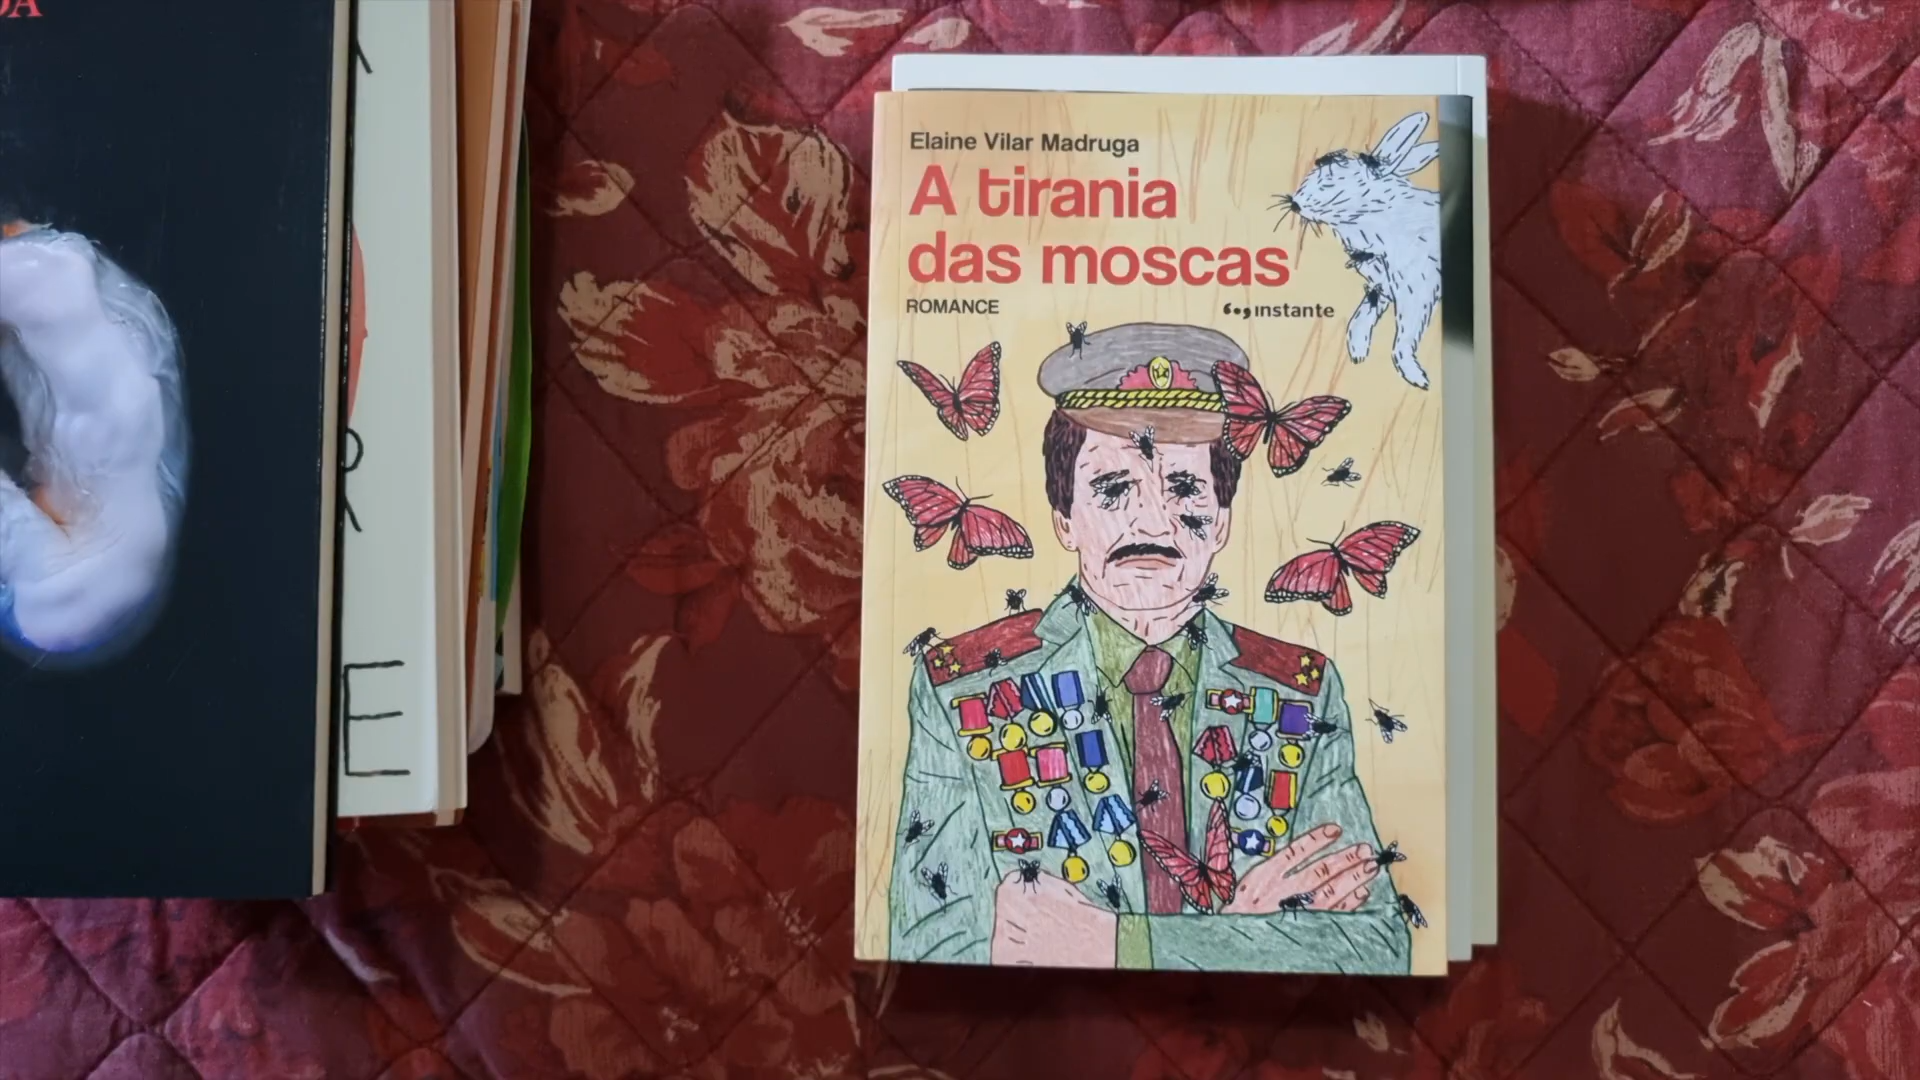 Elaine Vilar Madruga
A tirania
das moscas
ROMANCE
instante
E